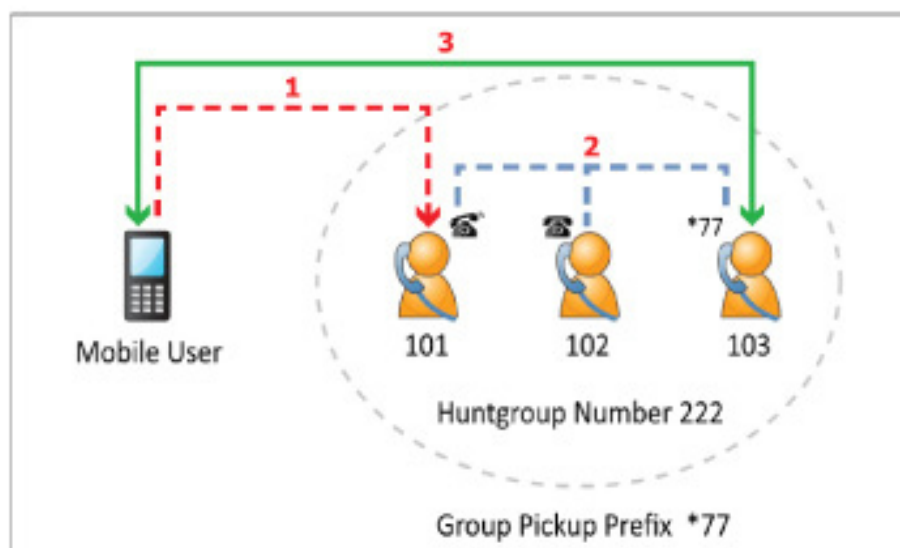 3
1
2
*77
Mobile User
101
102
103
Huntgroup Number 222
Group Pickup Prefix *77